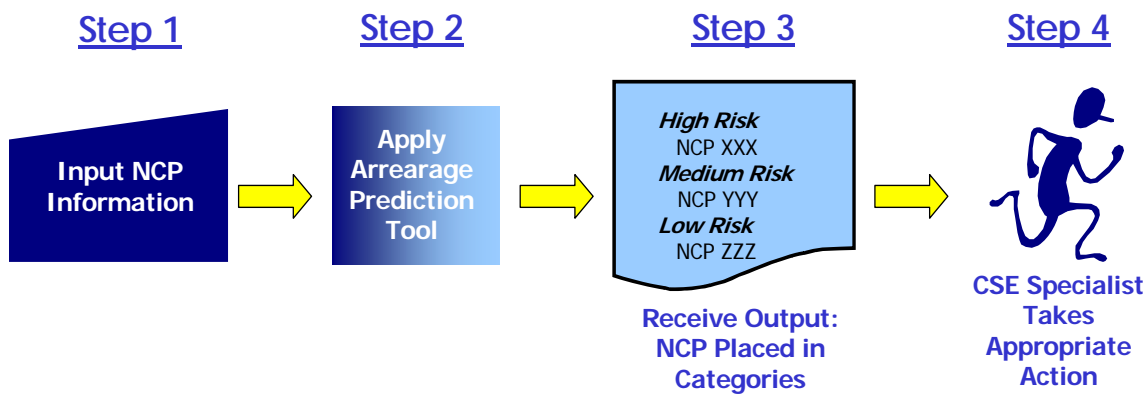 Step 1
Step 2
Step 3
Step 4
Input NCP
Information
Apply
Arrearage
Prediction
Tool
High Risk
NCP XXX
Medium Risk
NCP YYY
Low Risk
NCP ZZZ
Receive Output:
NCP Placed in
Categories
CSE Specialist
Takes
Appropriate
Action